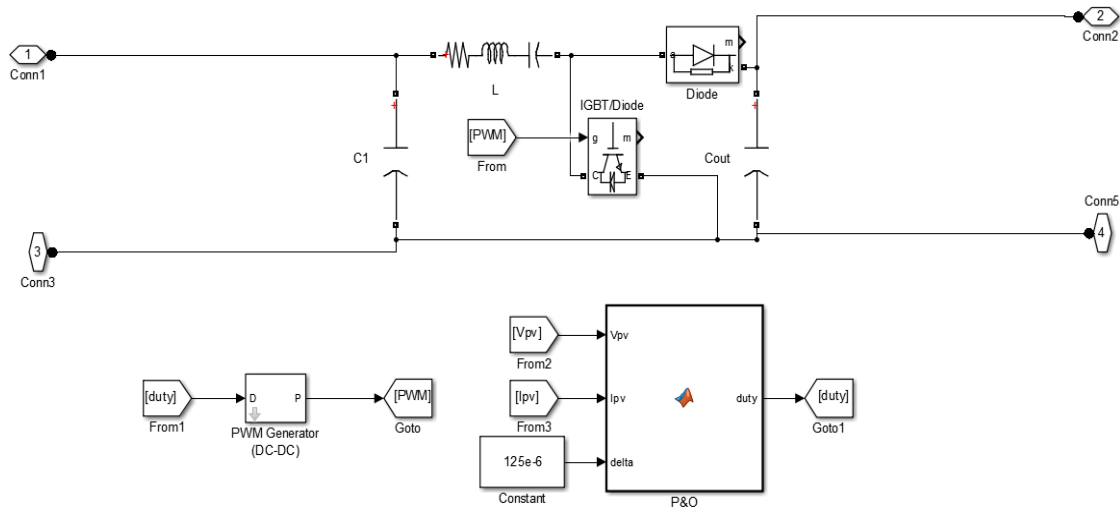 1
Conn1
L
C1
[PWM]
From
IGBT/Diode
g
m
C
E
a
m
k
Diode
Cout
2
Conn2
3
Conn3
Conn5
4
[duty]
From1
D
P
PWM Generator
(DC-DC)
[PWM]
Goto
[Vpv]
From2
[Ipv]
From3
125e-6
Constant
Vpv
Ipv
delta
duty
P&O
[duty]
Goto1